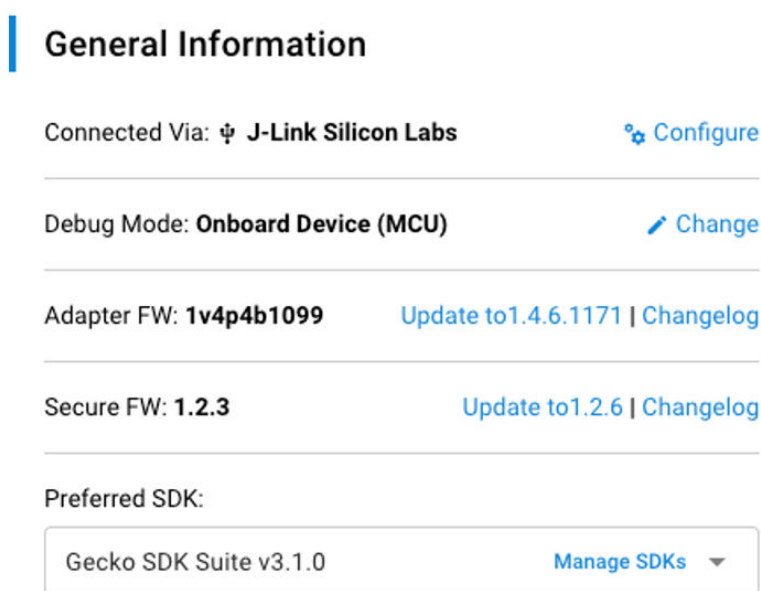 General Information
Connected Via: J-Link Silicon Labs Configure
Debug Mode: Onboard Device (MCU) Change
Adapter FW: 1v4p4b1099 Update to1.4.6.1171 | Changelog
Secure FW: 1.2.3 Update to1.2.6 | Changelog
Preferred SDK:
Gecko SDK Suite v3.1.0 Manage SDKs